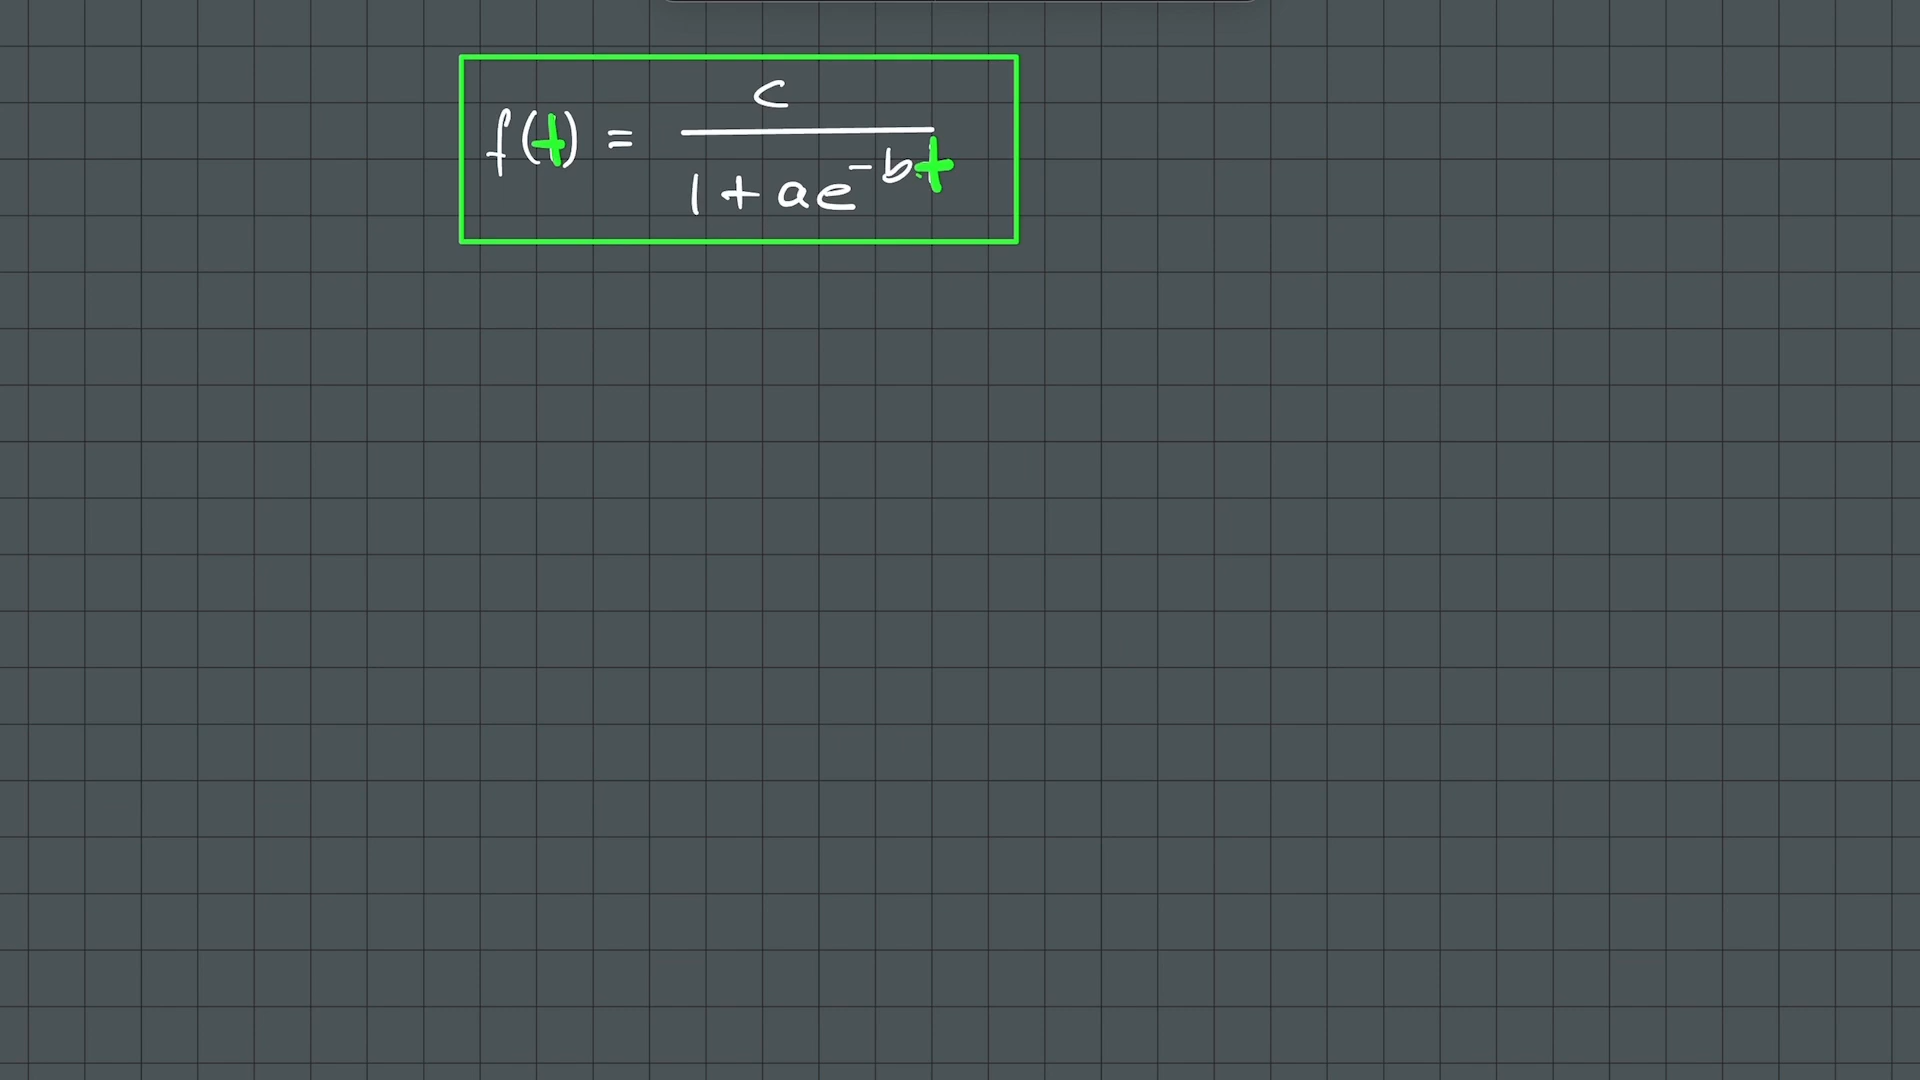 f(t) = c / (1 + ae^{-bt})